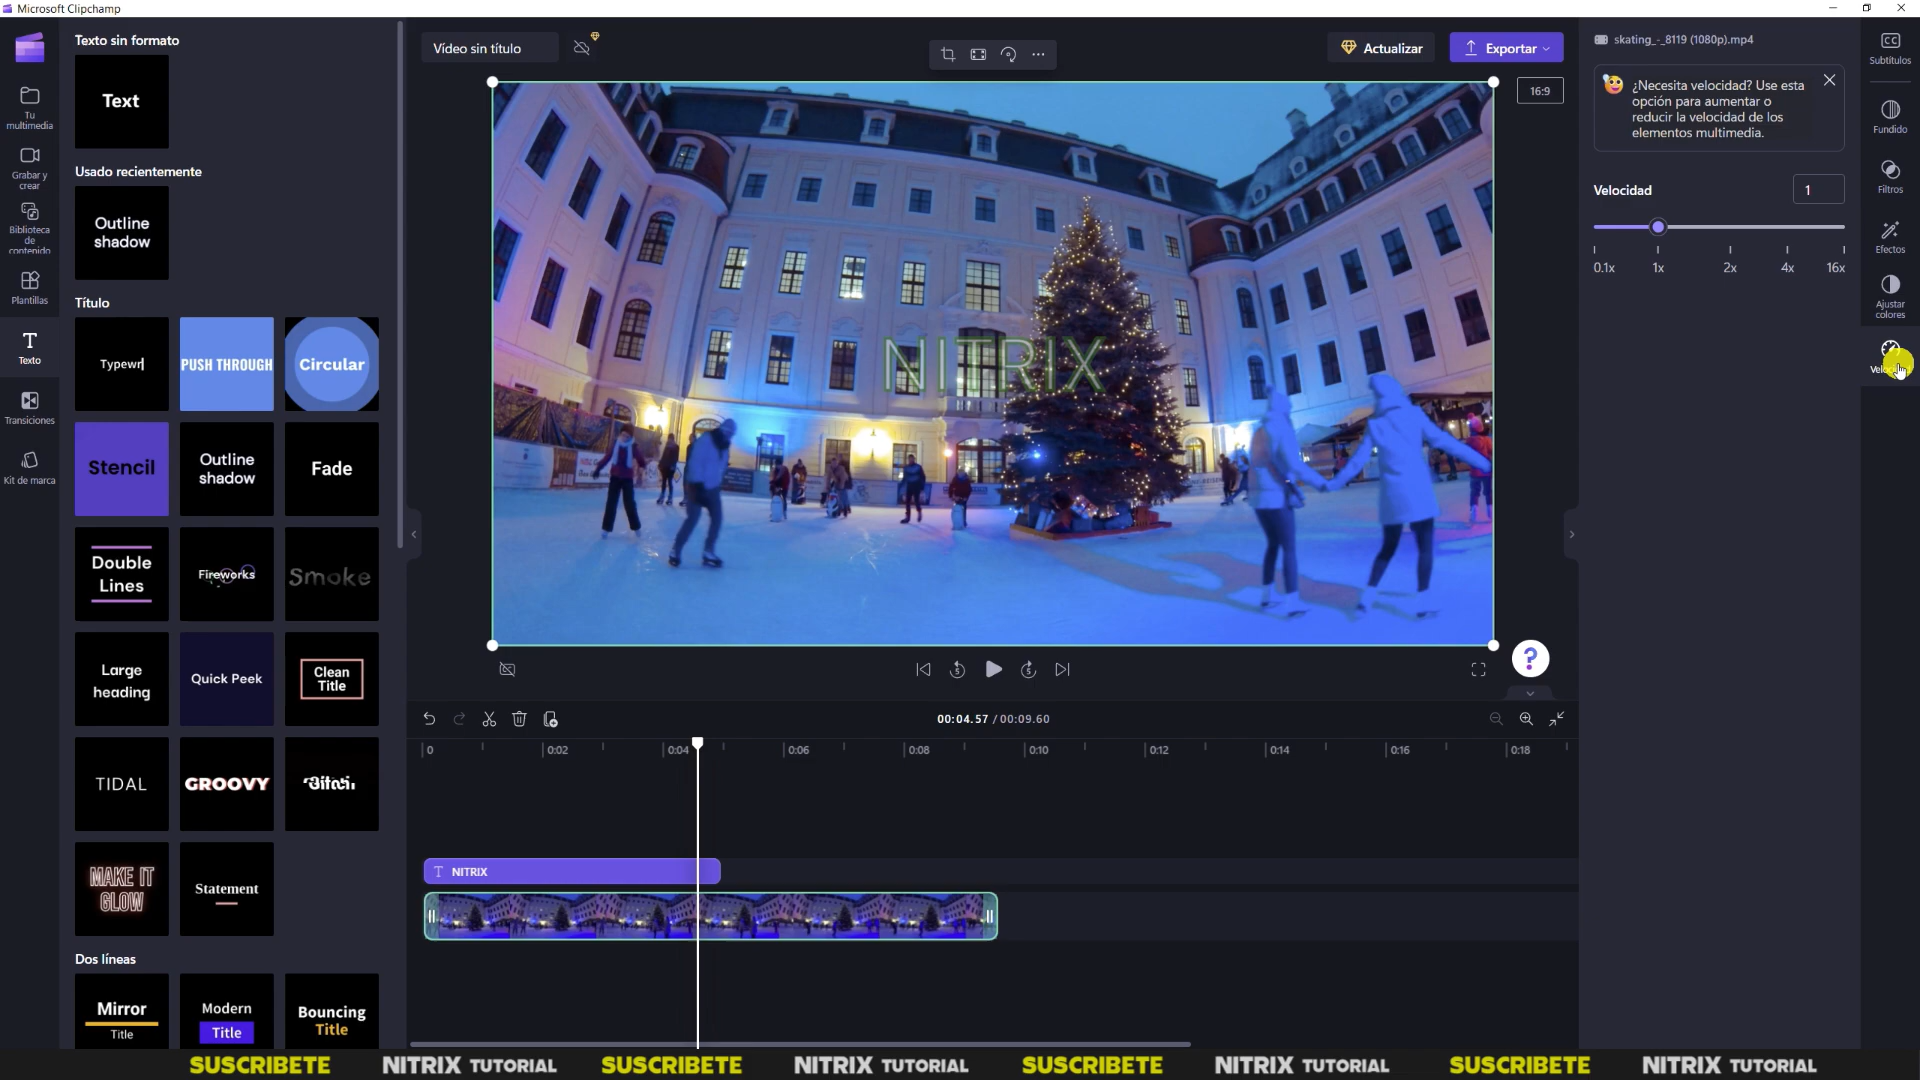 Microsoft Clipchamp
Tu multimedia
Grabar y crear
Biblioteca de contenido
Plantillas
Texto
Transiciones
Kit de marca
Texto sin formato
Text
Usado recientemente
Outline shadow
Título
Typewr
PUSH THROUGH
Circular
Stencil
Outline shadow
Fade
Double Lines
Fireworks
Smoke
Large heading
Quick Peek
Clean Title
TIDAL
GROOVY
MAKE IT GLOW
Statement
Dos líneas
Mirror Title
Modern Title
Bouncing Title
Vídeo sin título
Actualizar
Exportar
16:9
NITRIX
?
00:04.57 / 00:09.60
0 0:02 0:04 0:06 0:08 0:10 0:12 0:14 0:16 0:18
T NITRIX
skating_-_8119 (1080p).mp4
¿Necesita velocidad? Use esta
opción para aumentar o
reducir la velocidad de los
elementos multimedia.
Velocidad 1
0.1x 1x 2x 4x 16x
CC
Subtítulos
Fundido
Filtros
Efectos
Ajustar colores
SUSCRIBETE NITRIX TUTORIAL SUSCRIBETE NITRIX TUTORIAL SUSCRIBETE NITRIX TUTORIAL SUSCRIBETE NITRIX TUTORIAL